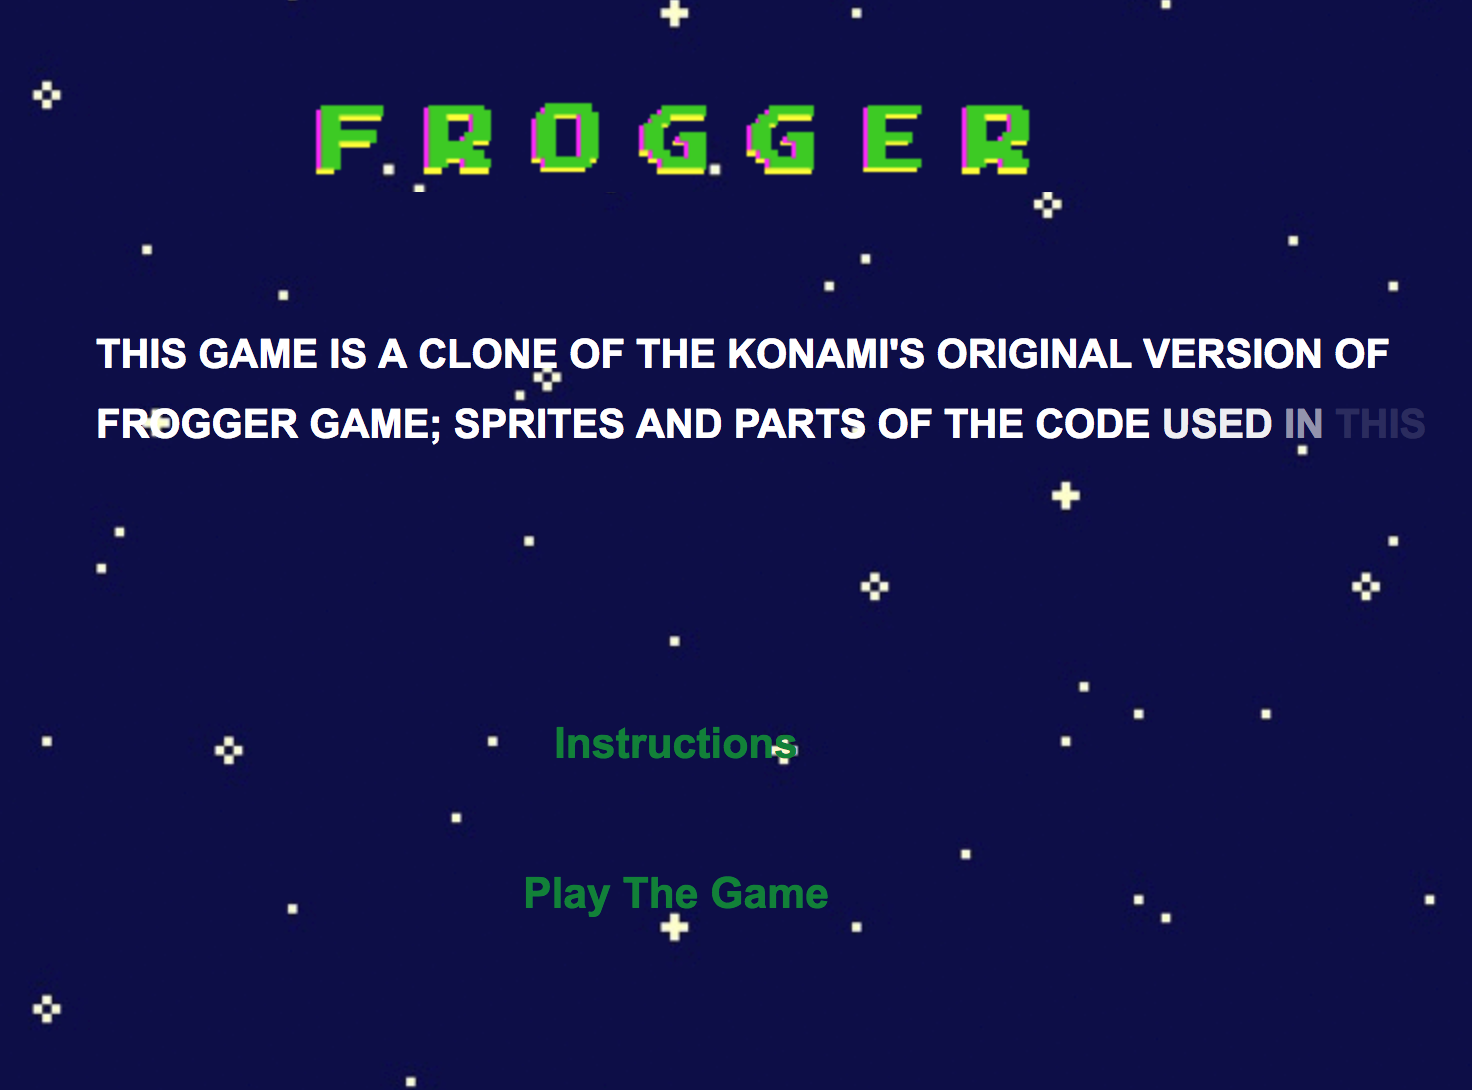 FROGGER
THIS GAME IS A CLONE OF THE KONAMI'S ORIGINAL VERSION OF
FROGGER GAME; SPRITES AND PARTS OF THE CODE USED IN THIS
Instructions
Play The Game